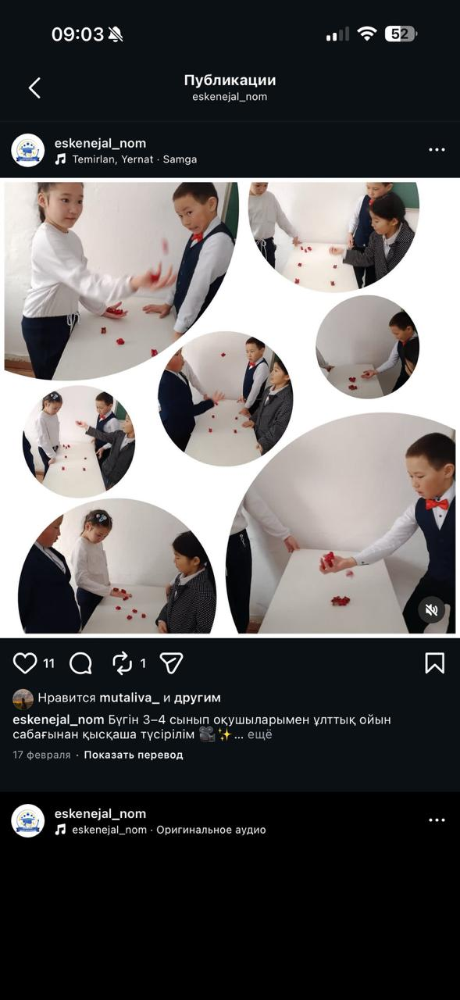 09:03
52
Публикации
eskenejal_nom
eskenejal_nom
Temirlan, Yernat · Samga
11
1
Нравится mutaliva_ и другим
eskenejal_nom Бүгін 3–4 сынып оқушыларымен ұлттық ойын
сабағынан қысқаша түсірілім 🎥✨... ещё
17 февраля · Показать перевод
eskenejal_nom
eskenejal_nom · Оригинальное аудио